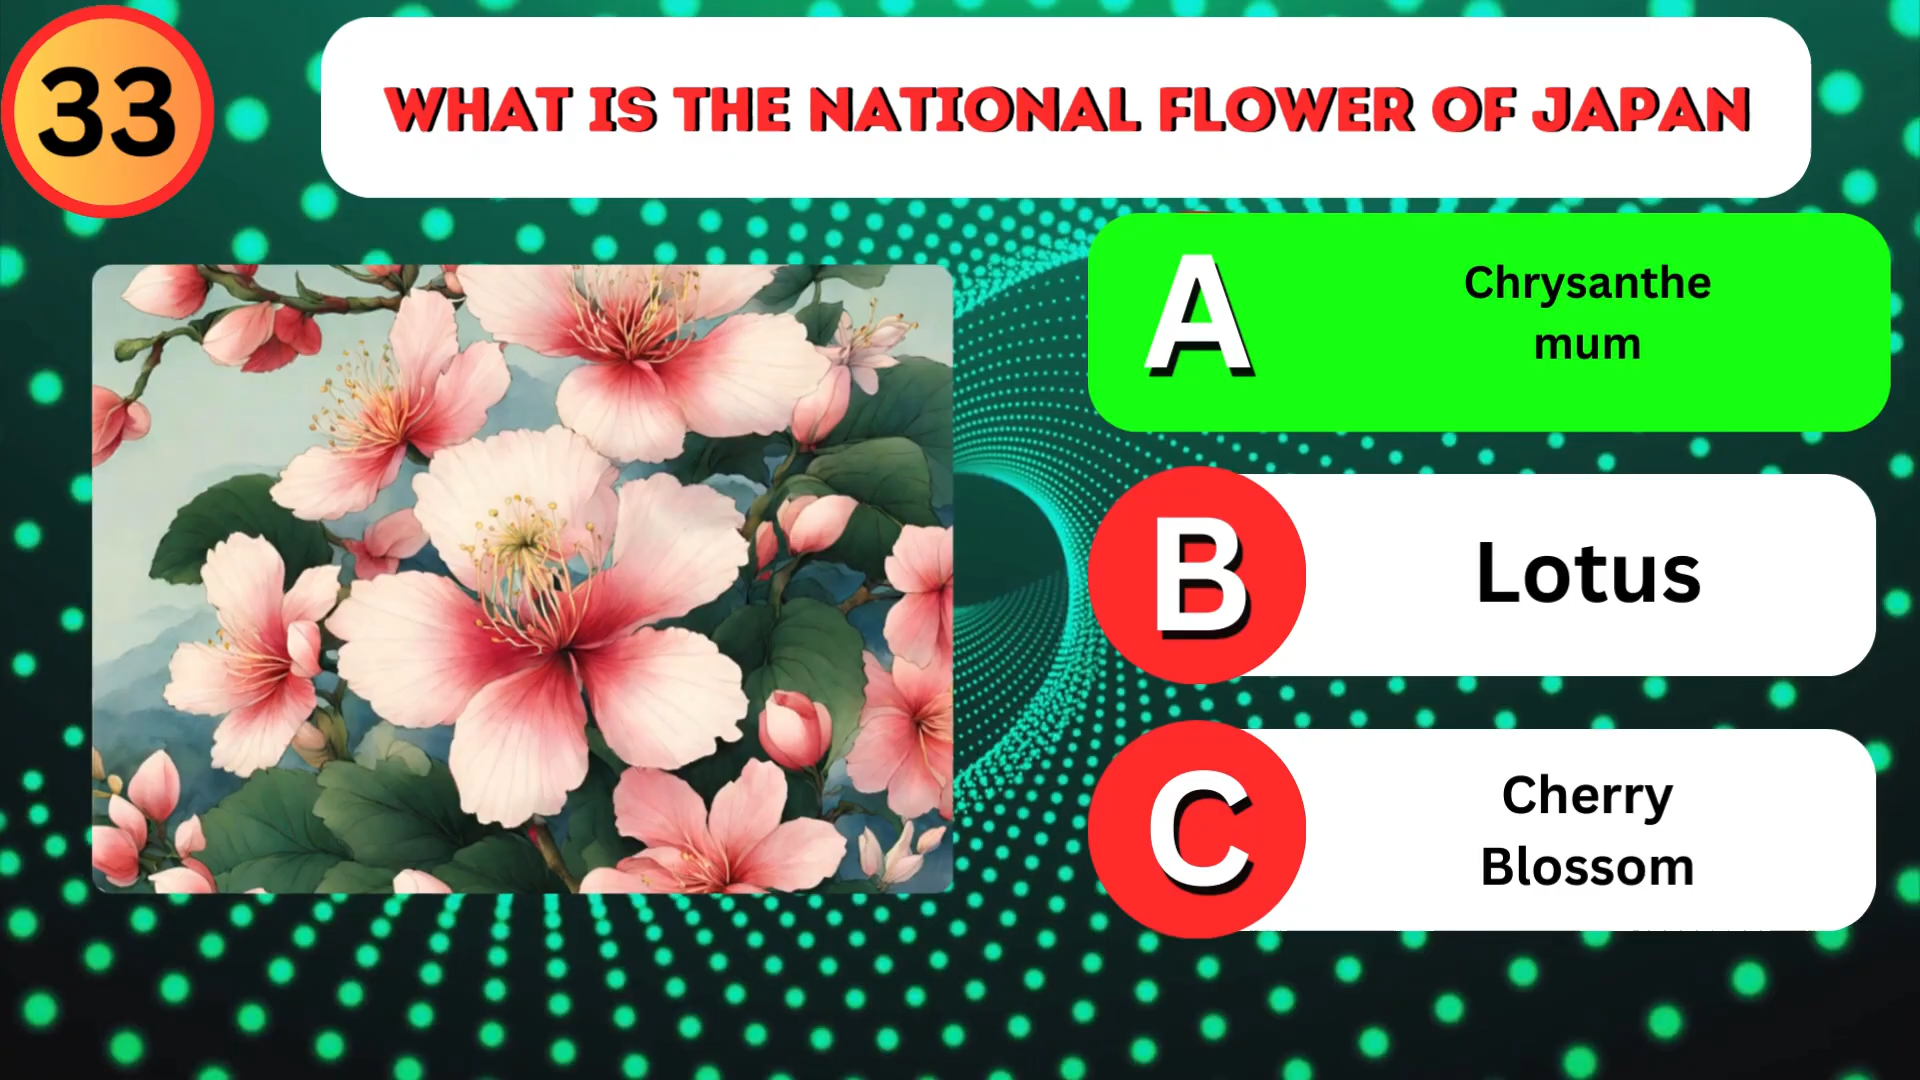 33
WHAT IS THE NATIONAL FLOWER OF JAPAN
A
Chrysanthe
mum
B
Lotus
C
Cherry
Blossom